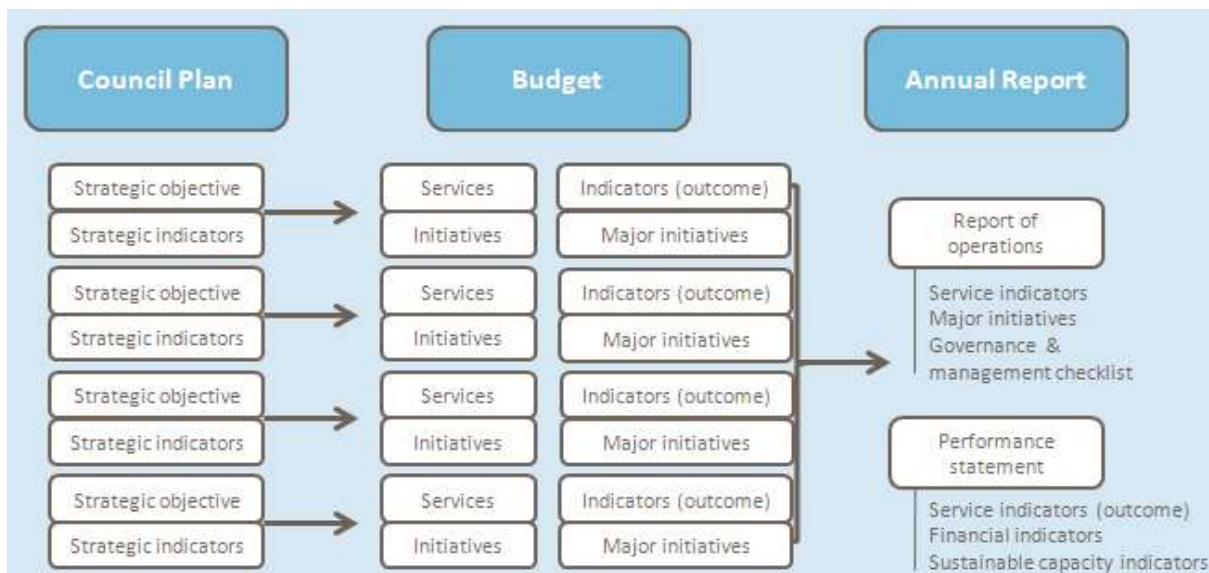 Council Plan
Budget
Annual Report
Strategic objective
Strategic indicators
Strategic objective
Strategic indicators
Strategic objective
Strategic indicators
Strategic objective
Strategic indicators
Services
Initiatives
Services
Initiatives
Services
Initiatives
Services
Initiatives
Indicators (outcome)
Major initiatives
Indicators (outcome)
Major initiatives
Indicators (outcome)
Major initiatives
Indicators (outcome)
Major initiatives
Report of
operations
Service indicators
Major initiatives
Governance &
management checklist
Performance
statement
Service indicators (outcome)
Financial indicators
Sustainable capacity indicators